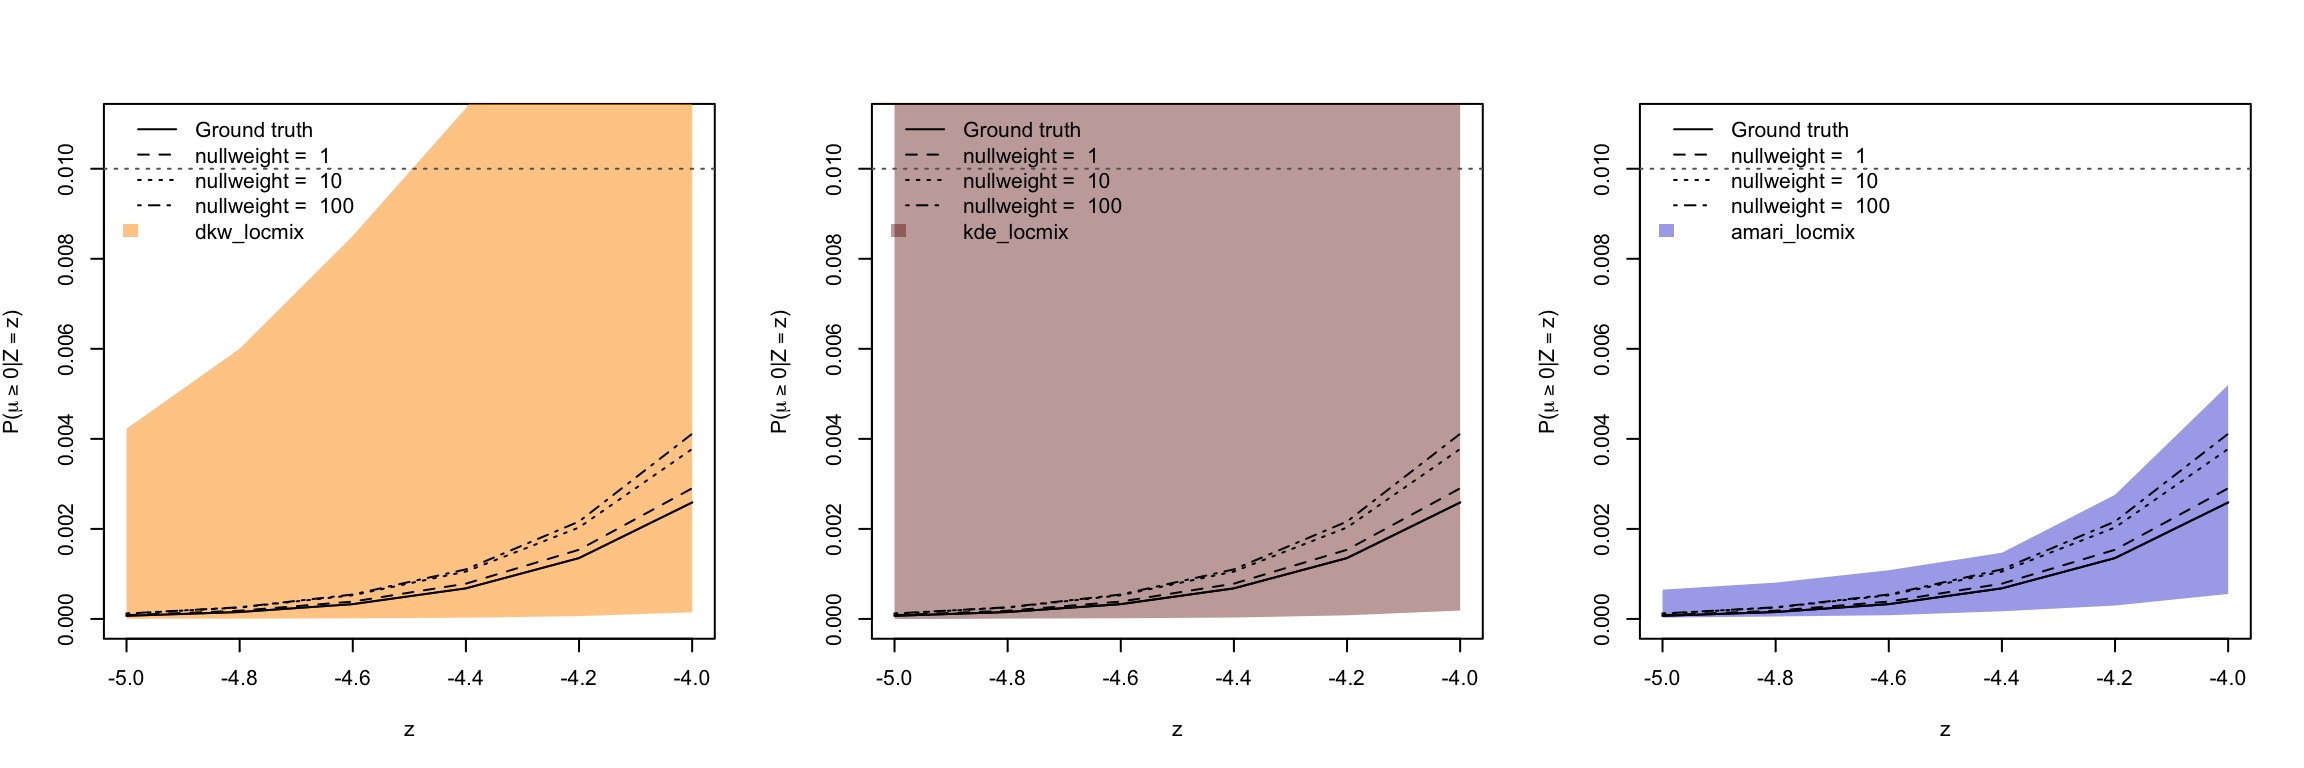 Ground truth
nullweight = 1
nullweight = 10
nullweight = 100
dkw_locmix
P(μ ≥ 0|Z = z)
0.010
0.008
0.006
0.004
0.002
0.000
-5.0 -4.8 -4.6 -4.4 -4.2 -4.0
z
Ground truth
nullweight = 1
nullweight = 10
nullweight = 100
kde_locmix
P(μ ≥ 0|Z = z)
0.010
0.008
0.006
0.004
0.002
0.000
-5.0 -4.8 -4.6 -4.4 -4.2 -4.0
z
Ground truth
nullweight = 1
nullweight = 10
nullweight = 100
amari_locmix
P(μ ≥ 0|Z = z)
0.010
0.008
0.006
0.004
0.002
0.000
-5.0 -4.8 -4.6 -4.4 -4.2 -4.0
z